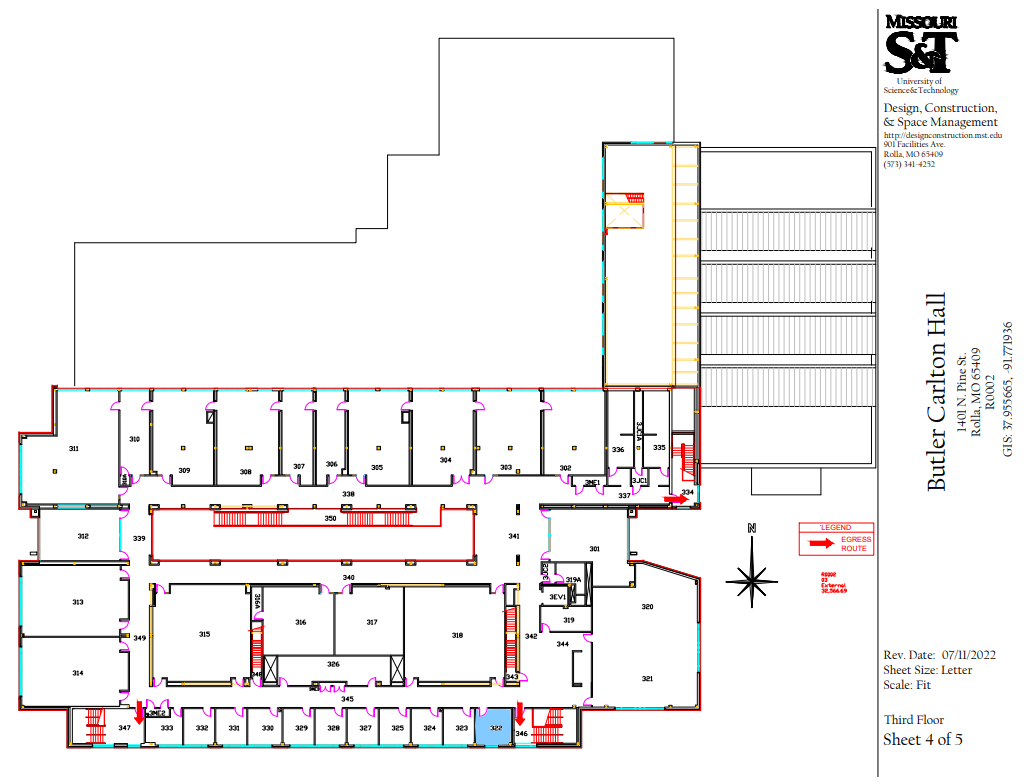 MISSOURI
S&T
University of
Science&Technology
Design, Construction,
& Space Management
http://designconstruction.mst.edu
901 Facilities Ave.
Rolla, MO 65409
(573) 341-4252
Butler Carlton Hall
1401 N. Pine St.
Rolla, MO 65409
R0002
GIS: 37.955665, -91.771936
311
310
310A
309
308
307
306
305
304
303
302
336
3JC1A
335
3ME1
3JC1
337
334
338
350
312
339
341
301
340
3JC2
319A
3EV1
313
315
316A
316
317
318
319
320
342
344
349
314
326
348
343
321
345
3ME2
347
333
332
331
330
329
328
327
325
324
323
322
346
N
"LEGEND
EGRESS
ROUTE
R0002
03
External
32,566.69
Rev. Date: 07/11/2022
Sheet Size: Letter
Scale: Fit
Third Floor
Sheet 4 of 5